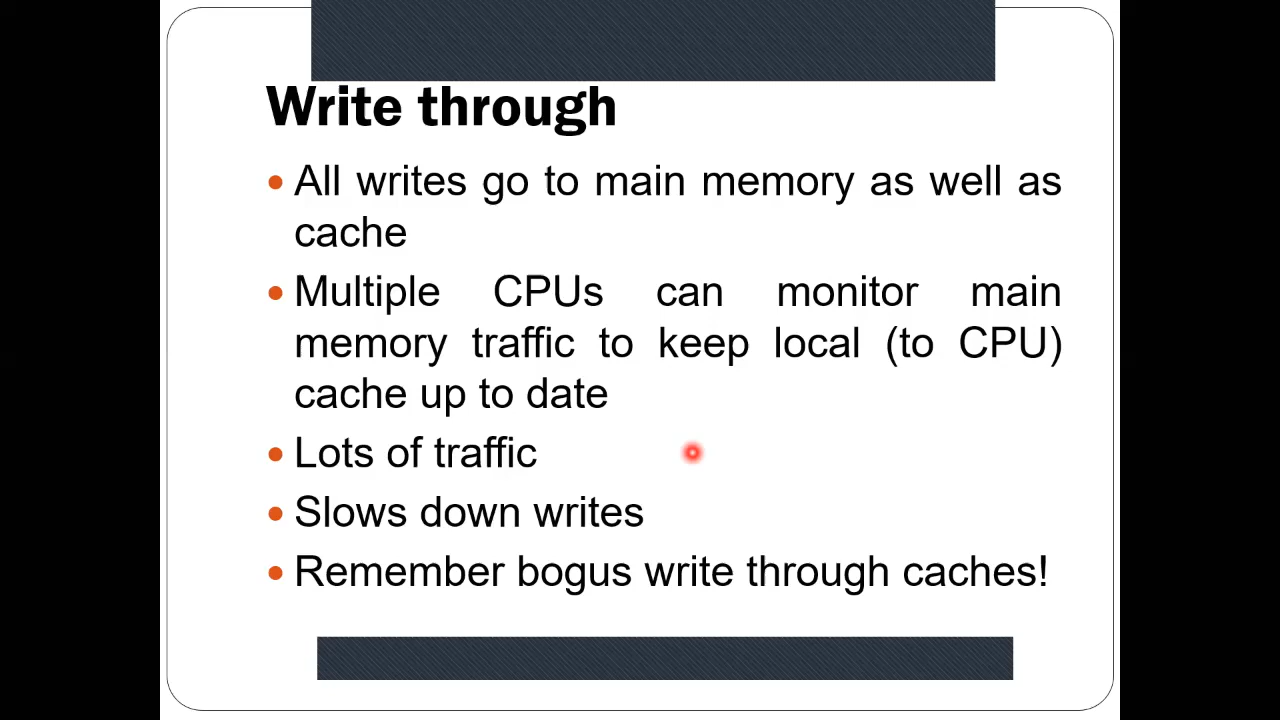 Write through
• All writes go to main memory as well as
cache
• Multiple CPUs can monitor main
memory traffic to keep local (to CPU)
cache up to date
• Lots of traffic
• Slows down writes
• Remember bogus write through caches!